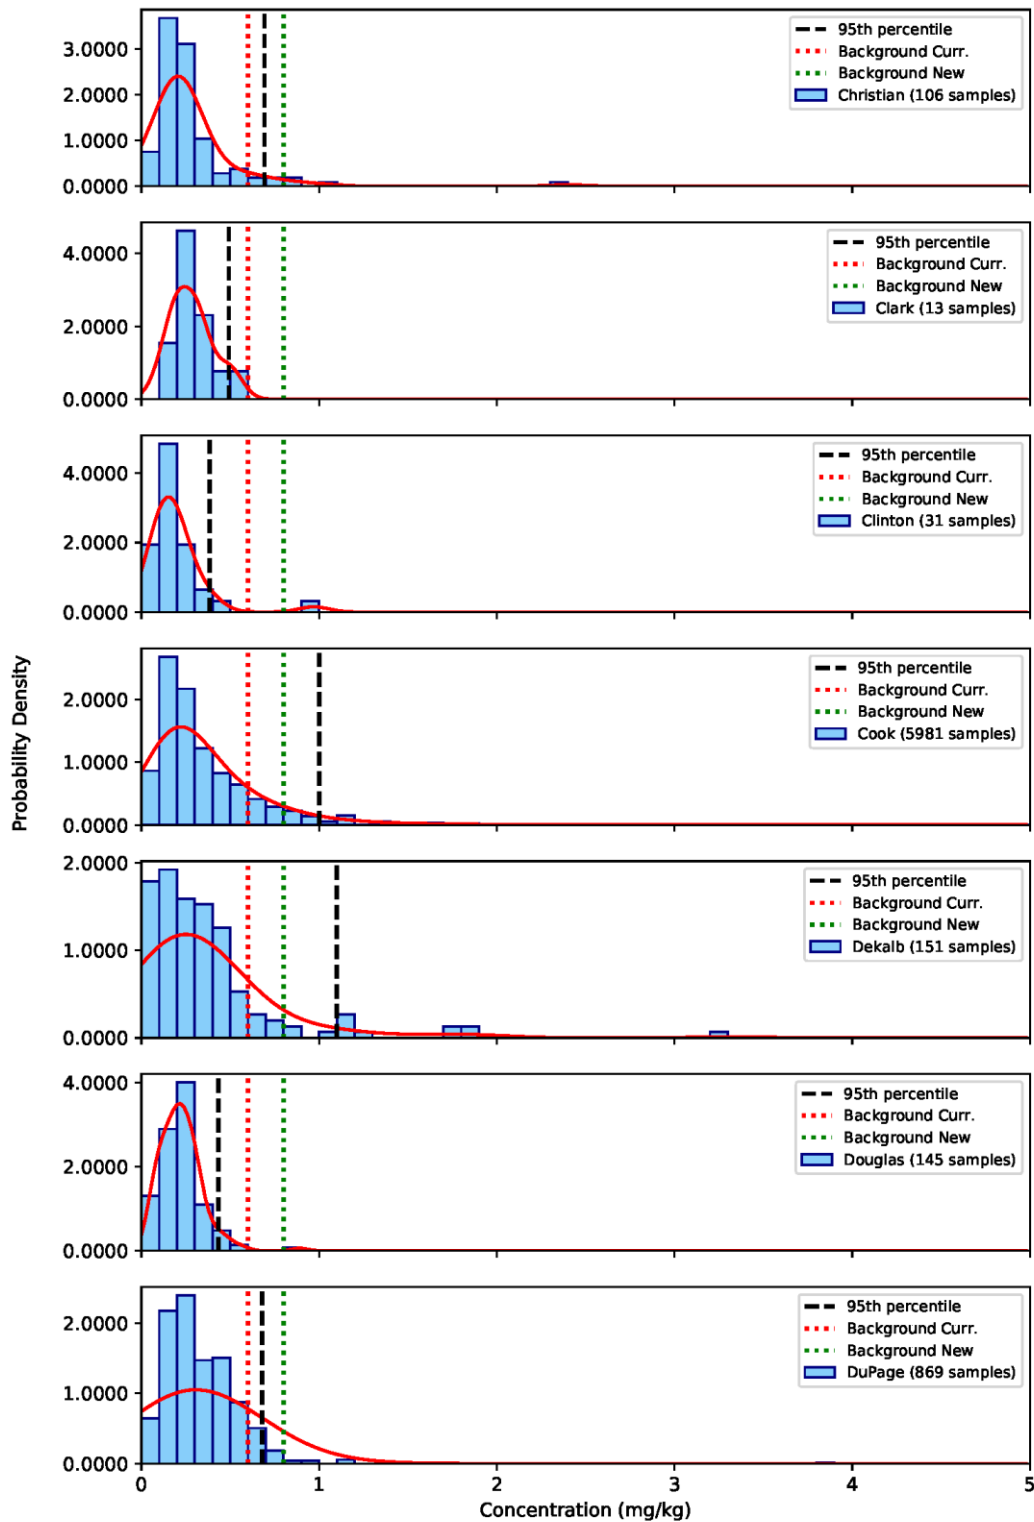 3.0000
2.0000
1.0000
0.0000
95th percentile
Background Curr.
Background New
Christian (106 samples)
4.0000
2.0000
0.0000
95th percentile
Background Curr.
Background New
Clark (13 samples)
4.0000
2.0000
0.0000
95th percentile
Background Curr.
Background New
Clinton (31 samples)
Probability Density
2.0000
1.0000
0.0000
95th percentile
Background Curr.
Background New
Cook (5981 samples)
2.0000
1.0000
0.0000
95th percentile
Background Curr.
Background New
Dekalb (151 samples)
4.0000
2.0000
0.0000
95th percentile
Background Curr.
Background New
Douglas (145 samples)
2.0000
1.0000
0.0000
95th percentile
Background Curr.
Background New
DuPage (869 samples)
0 1 2 3 4 5
Concentration (mg/kg)